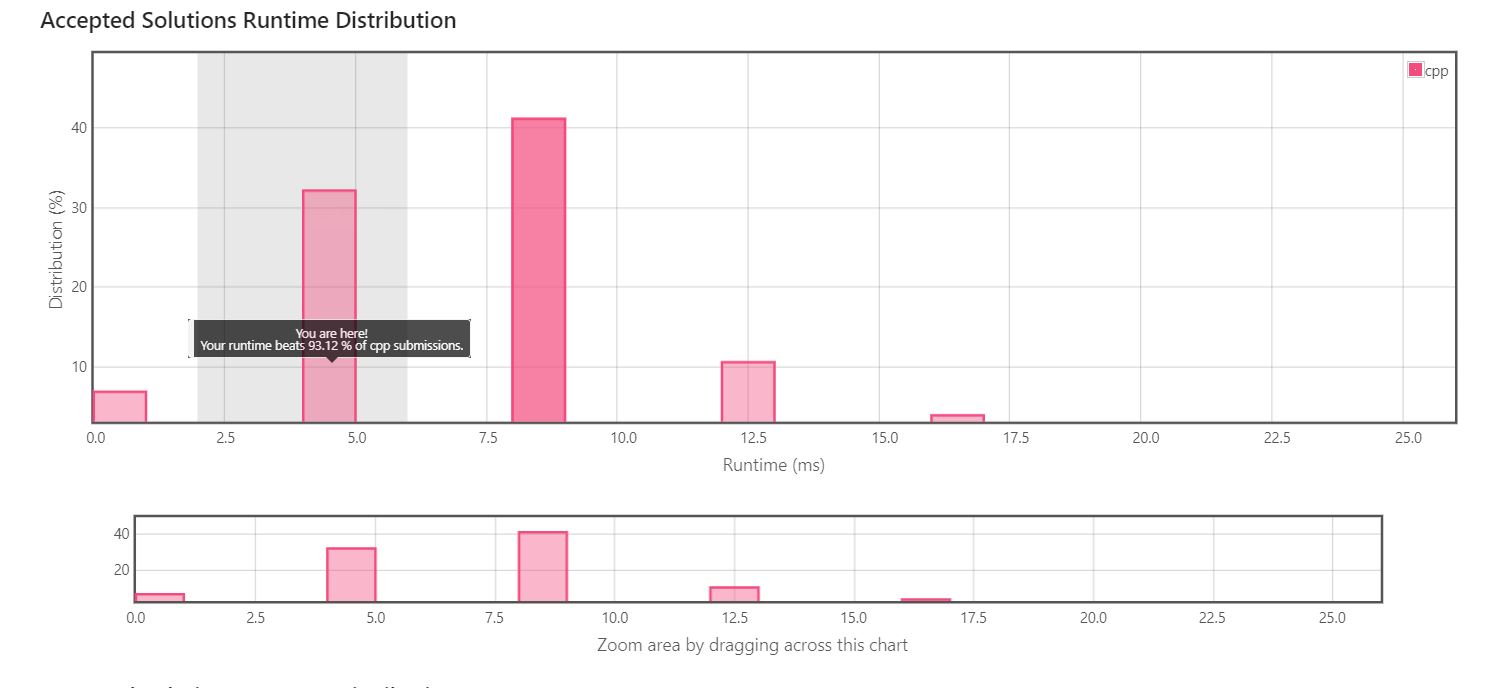 Accepted Solutions Runtime Distribution
cpp
40
30
20
10
Distribution (%)
You are here!
Your runtime beats 93.12 % of cpp submissions.
0.0 2.5 5.0 7.5 10.0 12.5 15.0 17.5 20.0 22.5 25.0
Runtime (ms)
40
20
0.0 2.5 5.0 7.5 10.0 12.5 15.0 17.5 20.0 22.5 25.0
Zoom area by dragging across this chart